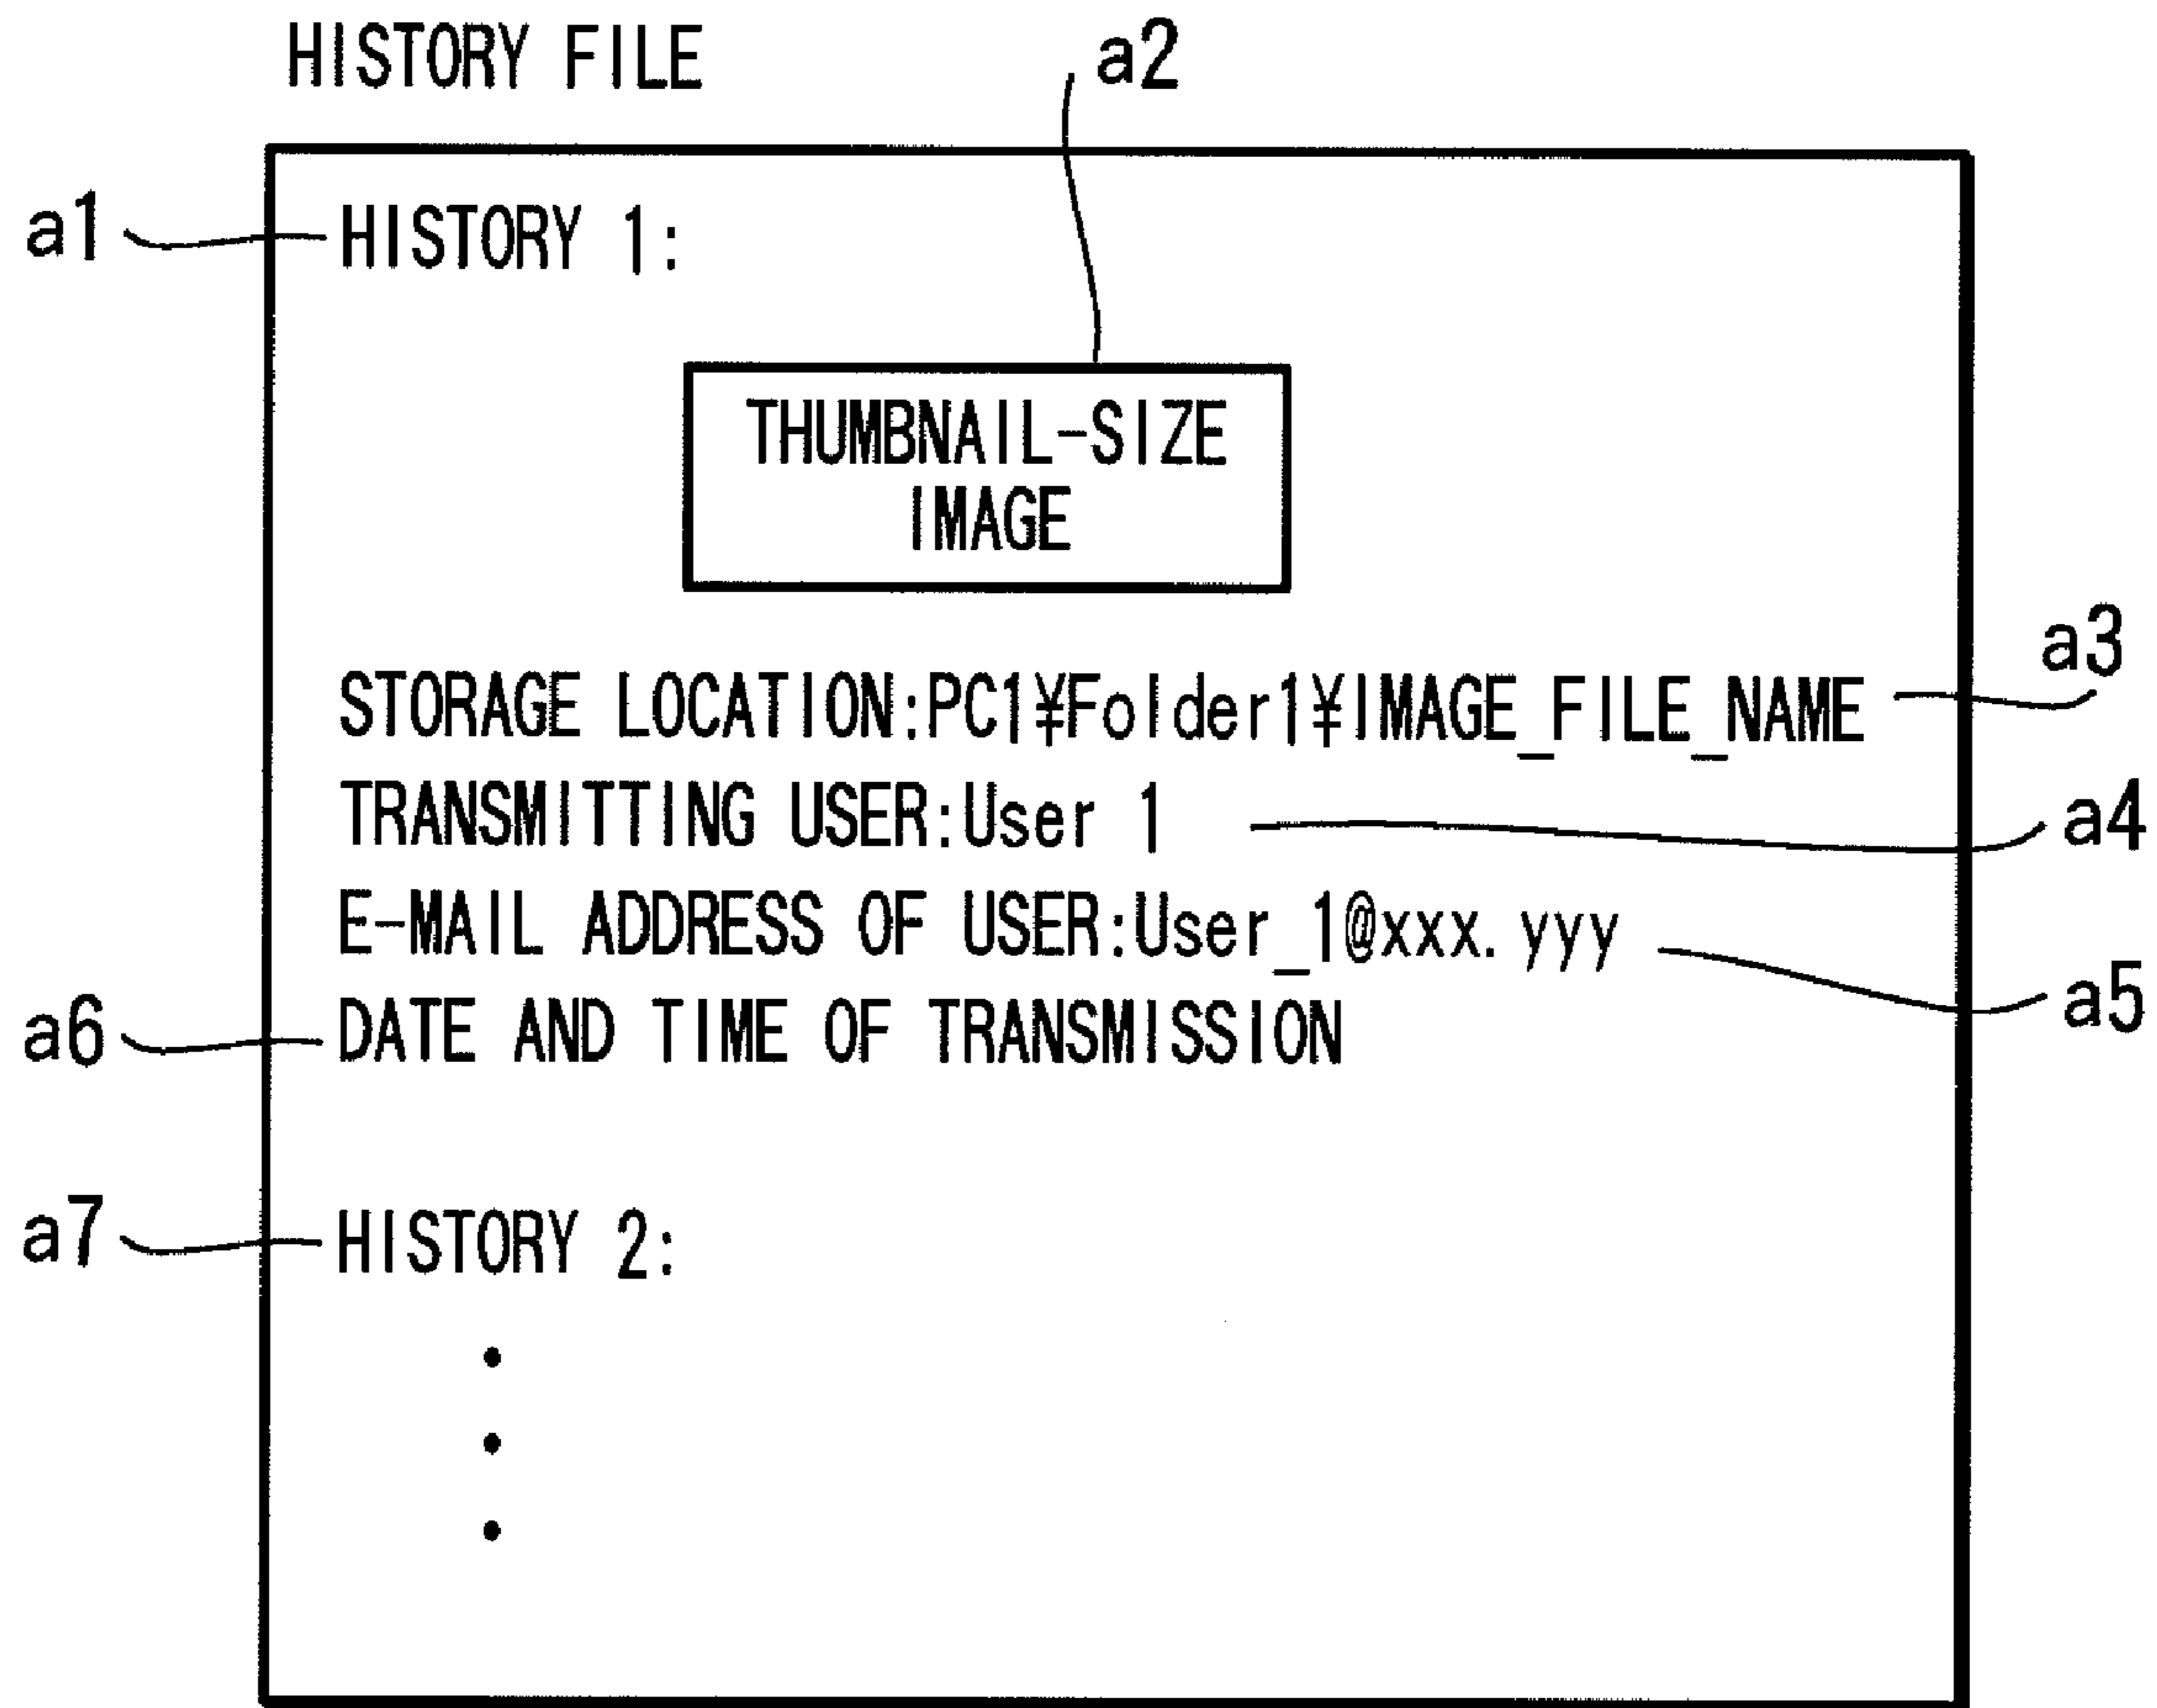 HISTORY FILE
a2
a1
HISTORY 1:
THUMBNAIL-SIZE
IMAGE
a3
STORAGE LOCATION:PC1¥Folder1¥IMAGE_FILE_NAME
TRANSMITTING USER:User 1
a4
E-MAIL ADDRESS OF USER:User_1@xxx.yyy
a5
a6
DATE AND TIME OF TRANSMISSION
a7
HISTORY 2: